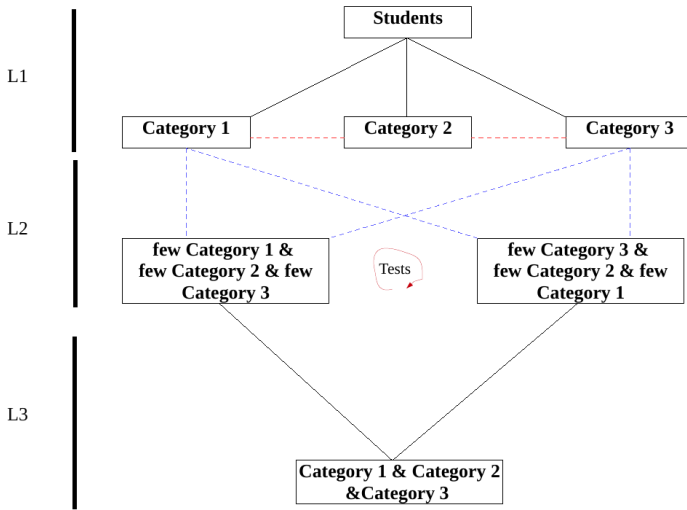 Students
L1
Category 1
Category 2
Category 3
L2
few Category 1 &
few Category 2 & few
Category 3
Tests
few Category 3 &
few Category 2 & few
Category 1
L3
Category 1 & Category 2
&Category 3